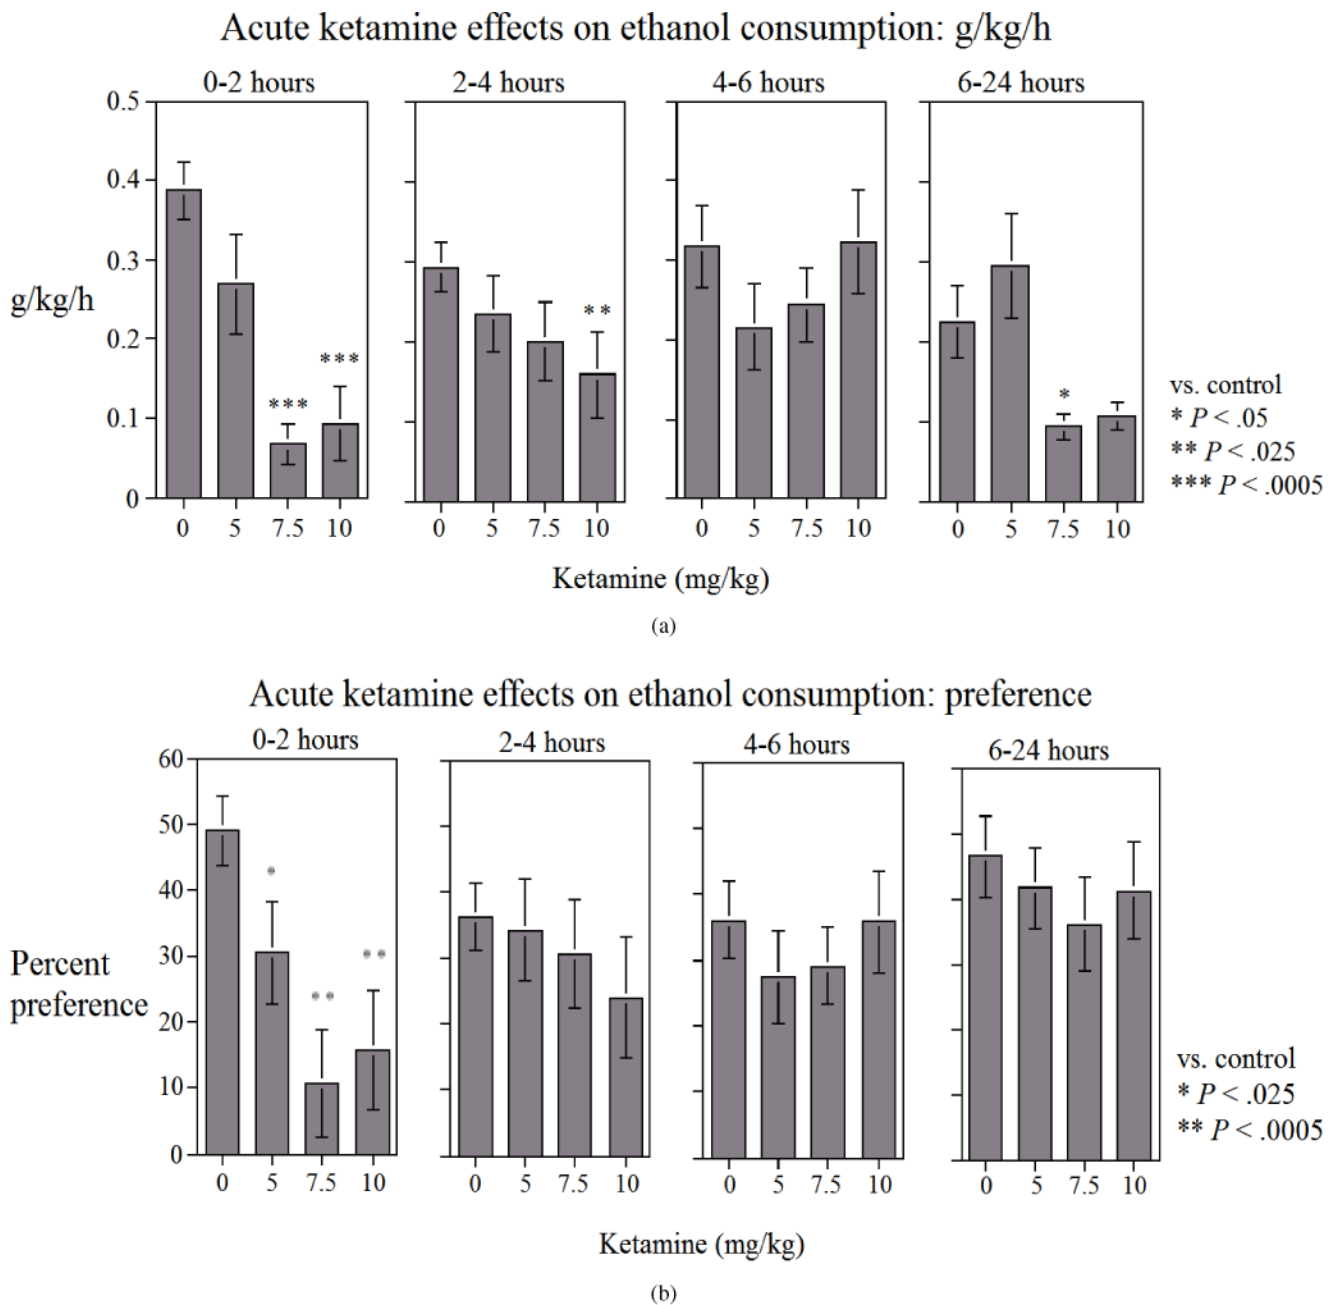 Acute ketamine effects on ethanol consumption: g/kg/h
0-2 hours
2-4 hours
4-6 hours
6-24 hours
0.5
0.4
0.3
0.2
0.1
0
g/kg/h
***
***
**
*
0 5 7.5 10
0 5 7.5 10
0 5 7.5 10
0 5 7.5 10
vs. control
* P < .05
** P < .025
*** P < .0005
Ketamine (mg/kg)
(a)
Acute ketamine effects on ethanol consumption: preference
0-2 hours
2-4 hours
4-6 hours
6-24 hours
60
50
40
30
20
10
0
Percent
preference
*
**
**
0 5 7.5 10
0 5 7.5 10
0 5 7.5 10
0 5 7.5 10
vs. control
* P < .025
** P < .0005
Ketamine (mg/kg)
(b)